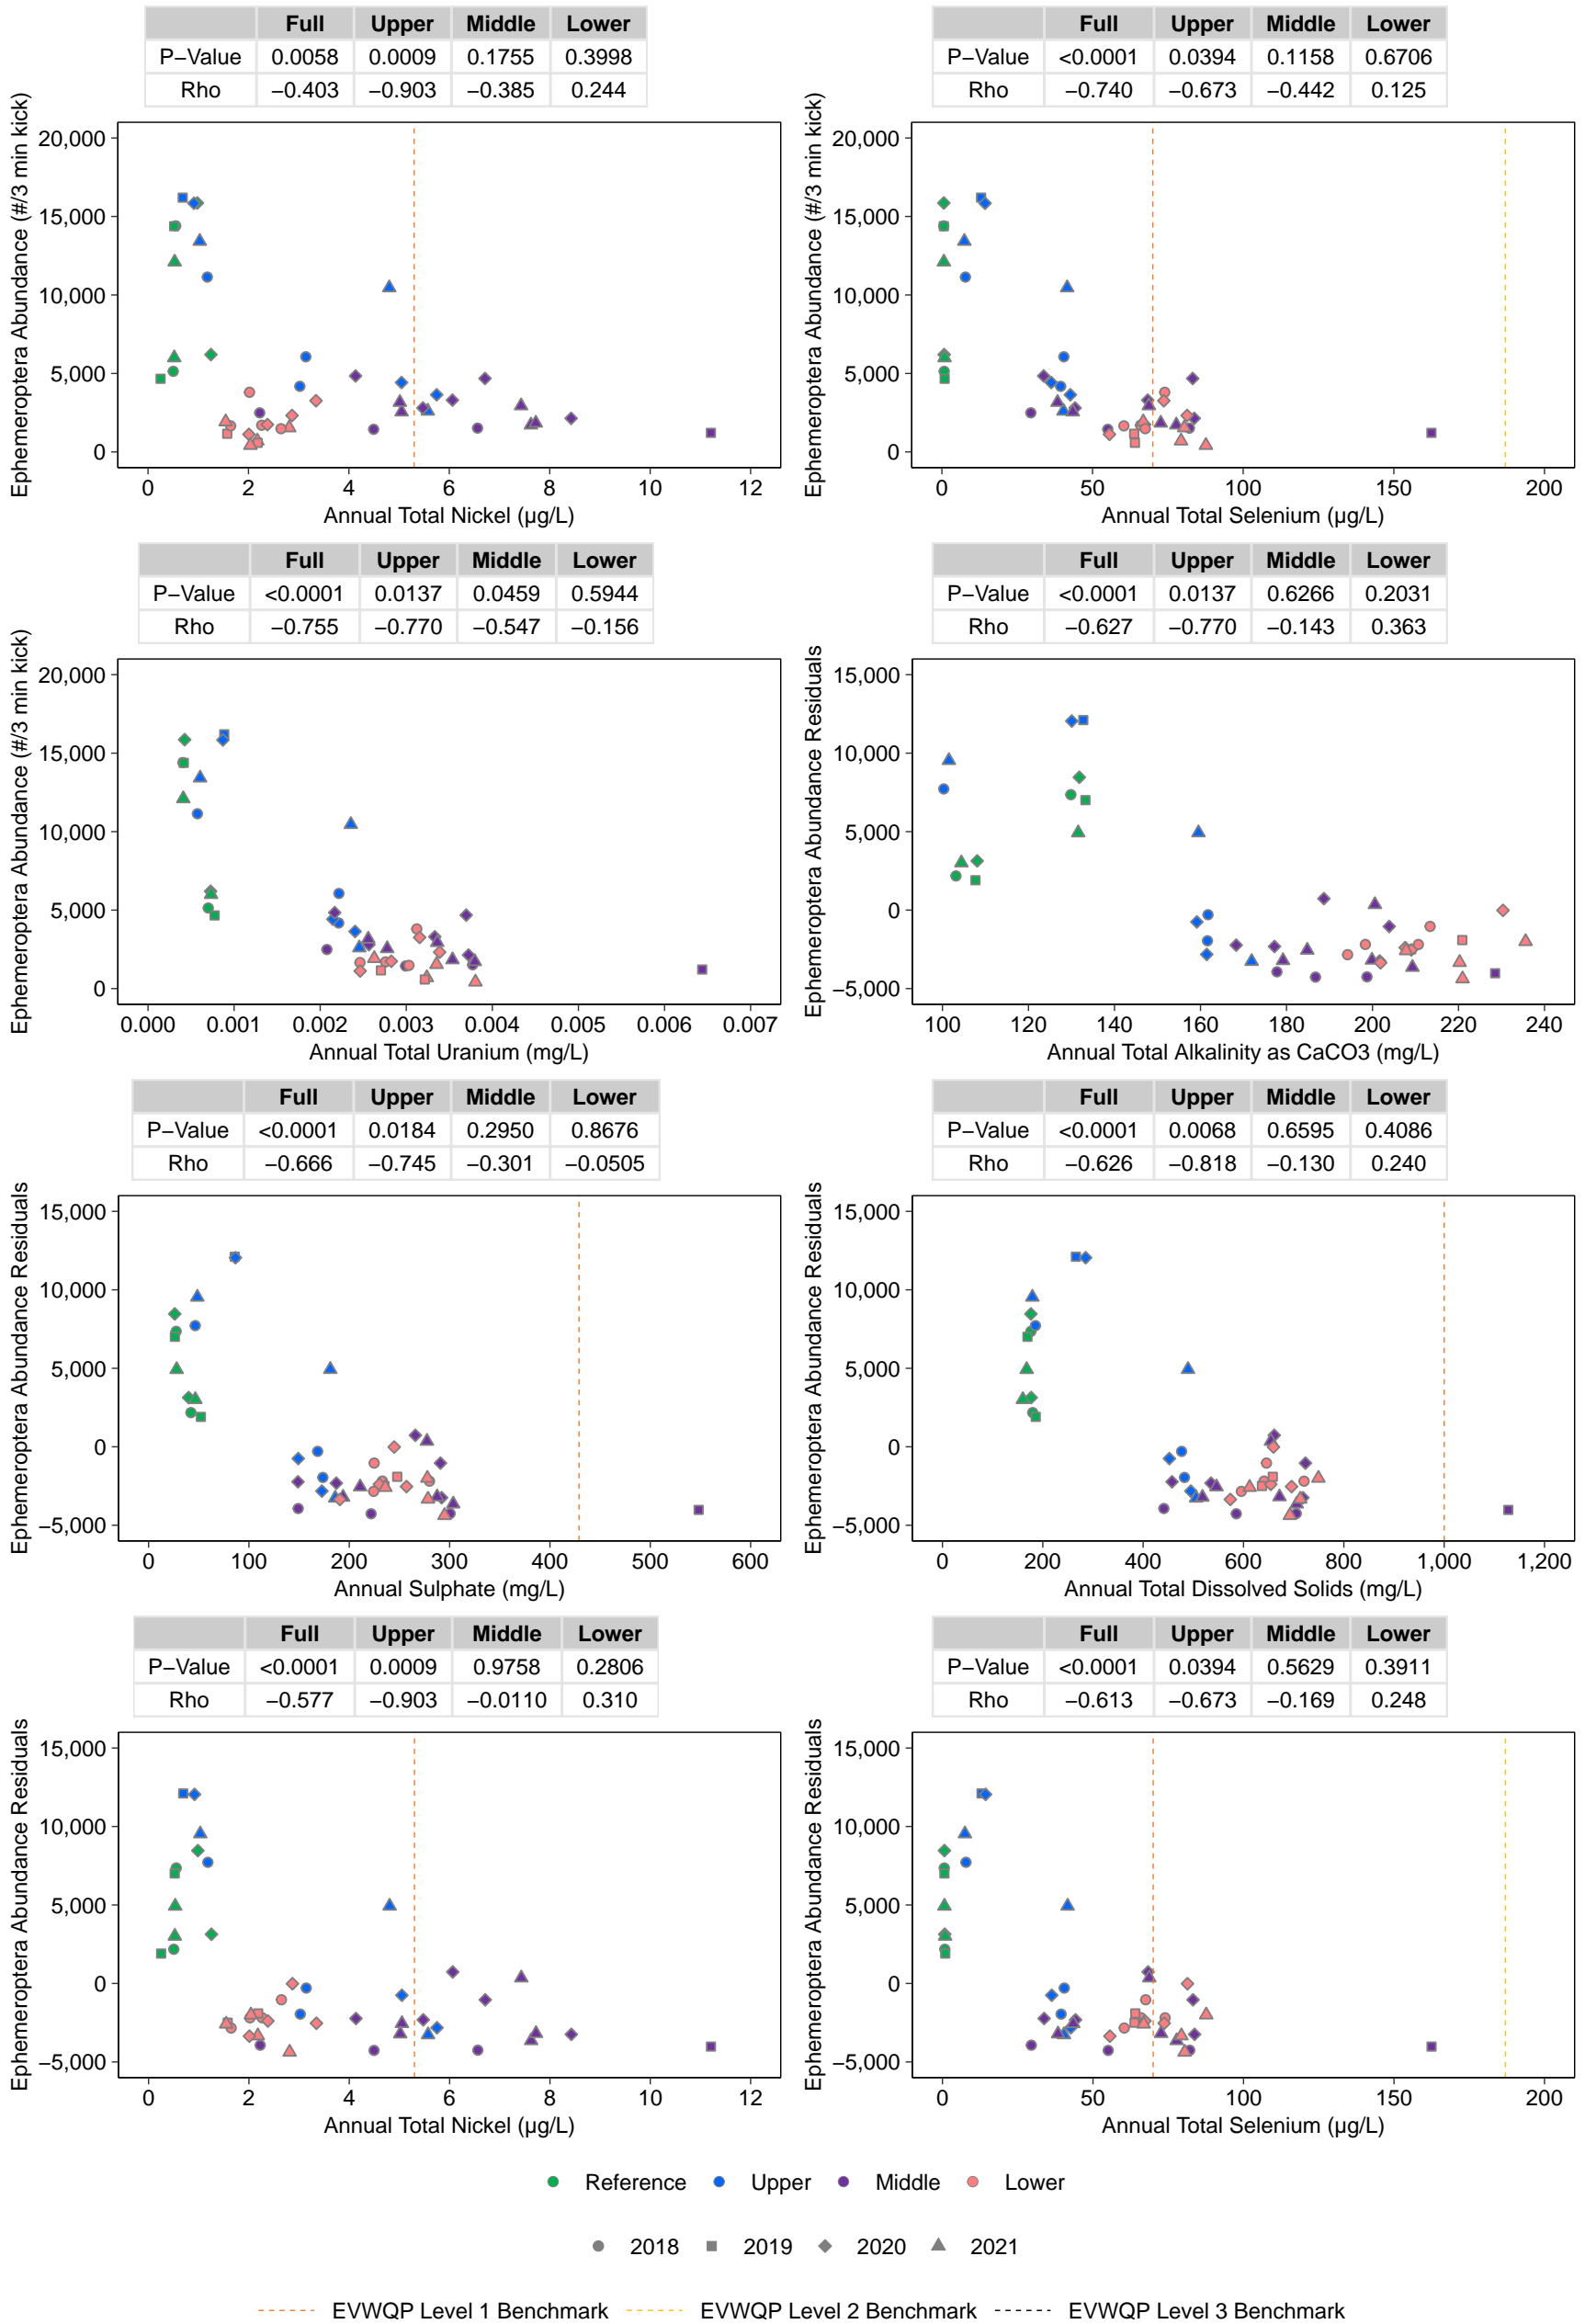 Full Upper Middle Lower
P−Value 0.0058 0.0009 0.1755 0.3998
Rho −0.403 −0.903 −0.385 0.244
Ephemeroptera Abundance (#/3 min kick)
20,000
15,000
10,000
5,000
0
0 2 4 6 8 10 12
Annual Total Nickel (µg/L)
Full Upper Middle Lower
P−Value <0.0001 0.0394 0.1158 0.6706
Rho −0.740 −0.673 −0.442 0.125
Ephemeroptera Abundance (#/3 min kick)
20,000
15,000
10,000
5,000
0
0 50 100 150 200
Annual Total Selenium (µg/L)
Full Upper Middle Lower
P−Value <0.0001 0.0137 0.0459 0.5944
Rho −0.755 −0.770 −0.547 −0.156
Ephemeroptera Abundance (#/3 min kick)
20,000
15,000
10,000
5,000
0
0.000 0.001 0.002 0.003 0.004 0.005 0.006 0.007
Annual Total Uranium (mg/L)
Full Upper Middle Lower
P−Value <0.0001 0.0137 0.6266 0.2031
Rho −0.627 −0.770 −0.143 0.363
Ephemeroptera Abundance Residuals
15,000
10,000
5,000
0
−5,000
100 120 140 160 180 200 220 240
Annual Total Alkalinity as CaCO3 (mg/L)
Full Upper Middle Lower
P−Value <0.0001 0.0184 0.2950 0.8676
Rho −0.666 −0.745 −0.301 −0.0505
Ephemeroptera Abundance Residuals
15,000
10,000
5,000
0
−5,000
0 100 200 300 400 500 600
Annual Sulphate (mg/L)
Full Upper Middle Lower
P−Value <0.0001 0.0068 0.6595 0.4086
Rho −0.626 −0.818 −0.130 0.240
Ephemeroptera Abundance Residuals
15,000
10,000
5,000
0
−5,000
0 200 400 600 800 1,000 1,200
Annual Total Dissolved Solids (mg/L)
Full Upper Middle Lower
P−Value <0.0001 0.0009 0.9758 0.2806
Rho −0.577 −0.903 −0.0110 0.310
Ephemeroptera Abundance Residuals
15,000
10,000
5,000
0
−5,000
0 2 4 6 8 10 12
Annual Total Nickel (µg/L)
Full Upper Middle Lower
P−Value <0.0001 0.0394 0.5629 0.3911
Rho −0.613 −0.673 −0.169 0.248
Ephemeroptera Abundance Residuals
15,000
10,000
5,000
0
−5,000
0 50 100 150 200
Annual Total Selenium (µg/L)
Reference Upper Middle Lower
2018 2019 2020 2021
EVWQP Level 1 Benchmark EVWQP Level 2 Benchmark EVWQP Level 3 Benchmark